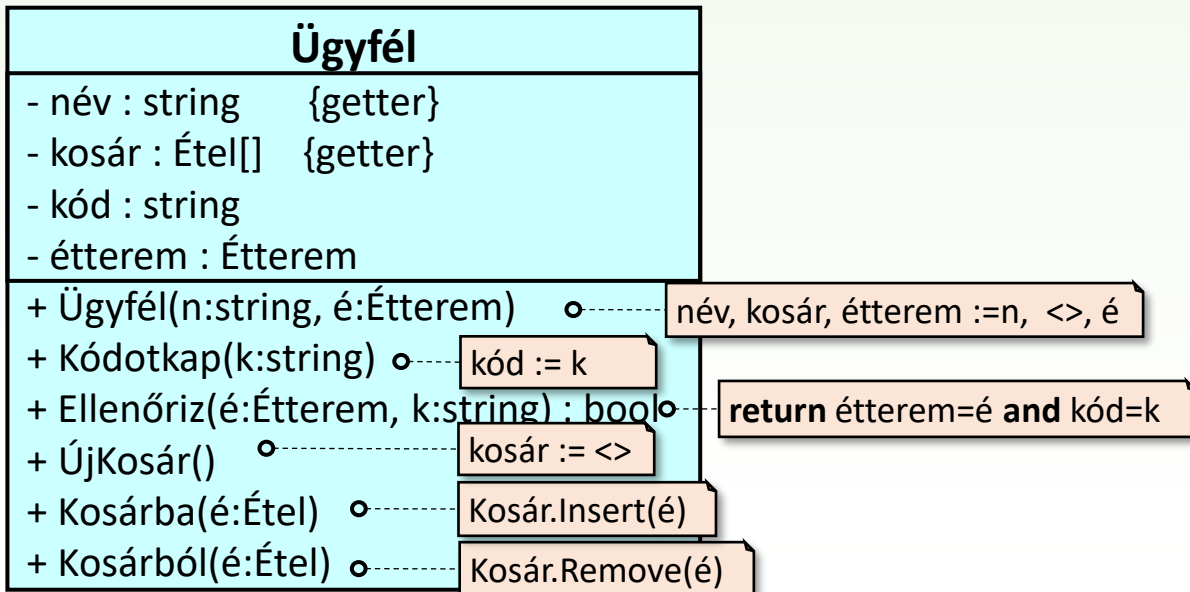 Ügyfél
- név : string {getter}
- kosár : Étel[] {getter}
- kód : string
- étterem : Étterem
+ Ügyfél(n:string, é:Étterem)
név, kosár, étterem :=n, <>, é
+ Kódotkap(k:string)
kód := k
+ Ellenőriz(é:Étterem, k:string) : bool
return étterem=é and kód=k
+ ÚjKosár()
kosár := <>
+ Kosárba(é:Étel)
Kosár.Insert(é)
+ Kosárból(é:Étel)
Kosár.Remove(é)